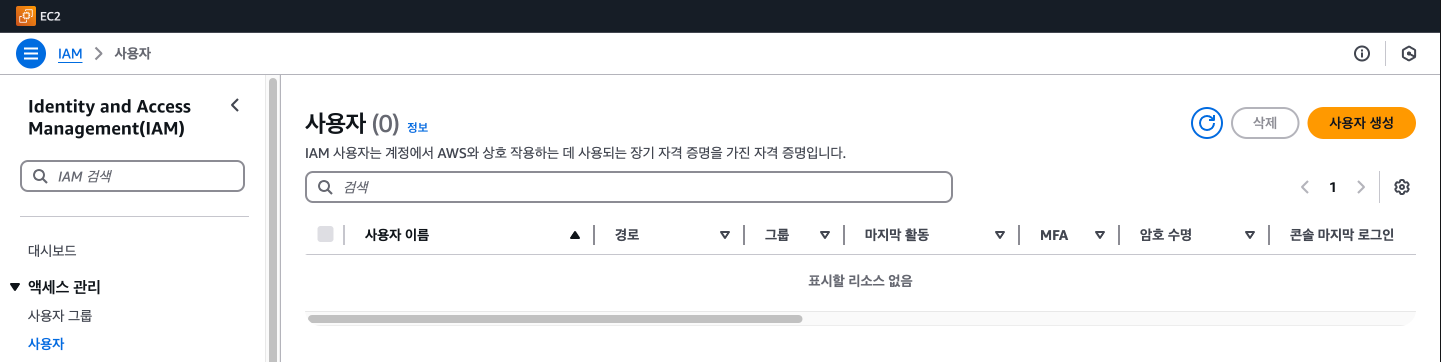 EC2
IAM 사용자
Identity and Access
Management(IAM)
IAM 검색
대시보드
액세스 관리
사용자 그룹
사용자
사용자 (0) 정보
삭제 사용자 생성
IAM 사용자는 계정에서 AWS와 상호 작용하는 데 사용되는 장기 자격 증명을 가진 자격 증명입니다.
검색
1
사용자 이름 경로 그룹 마지막 활동 MFA 암호 수명 콘솔 마지막 로그인
표시할 리소스 없음